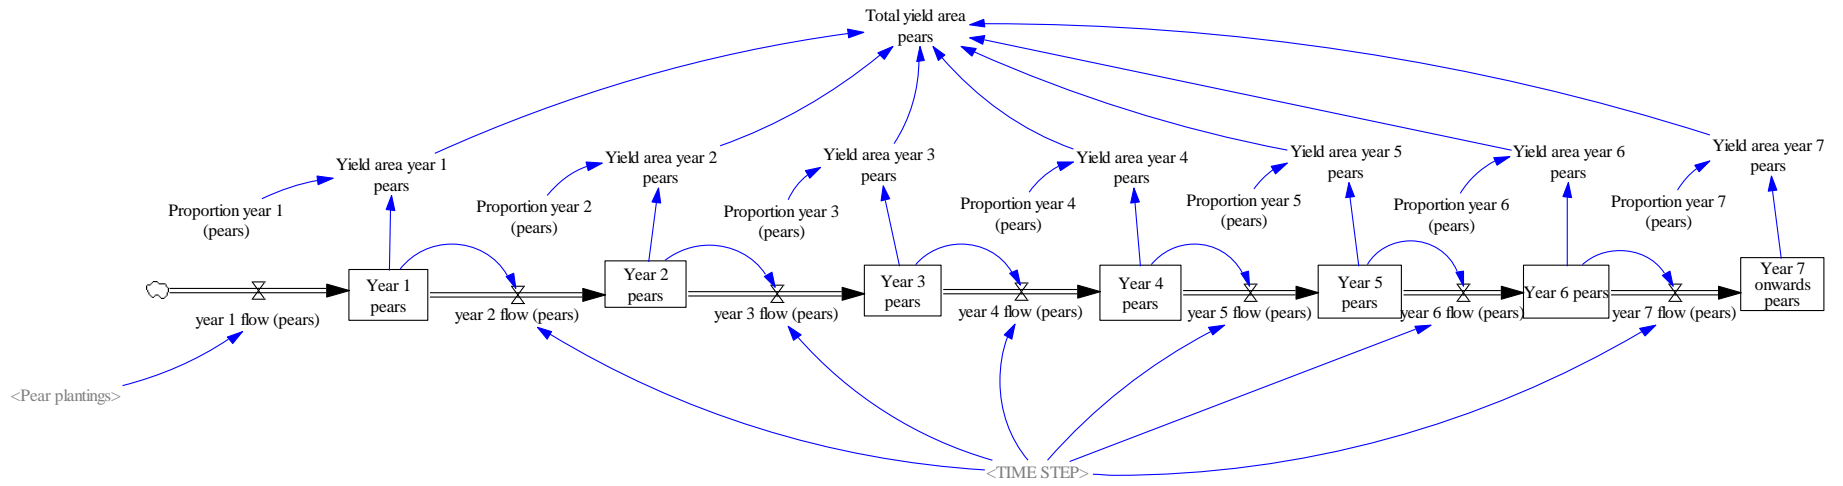 Total yield area
pears
Yield area year 1
pears
Yield area year 2
pears
Yield area year 3
pears
Yield area year 4
pears
Yield area year 5
pears
Yield area year 6
pears
Yield area year 7
pears
Proportion year 1
(pears)
Proportion year 2
(pears)
Proportion year 3
(pears)
Proportion year 4
(pears)
Proportion year 5
(pears)
Proportion year 6
(pears)
Proportion year 7
(pears)
Year 1
pears
Year 2
pears
Year 3
pears
Year 4
pears
Year 5
pears
Year 6 pears
Year 7
onwards
pears
year 1 flow (pears)
year 2 flow (pears)
year 3 flow (pears)
year 4 flow (pears)
year 5 flow (pears)
year 6 flow (pears)
year 7 flow (pears)
<Pear plantings>
<TIME STEP>